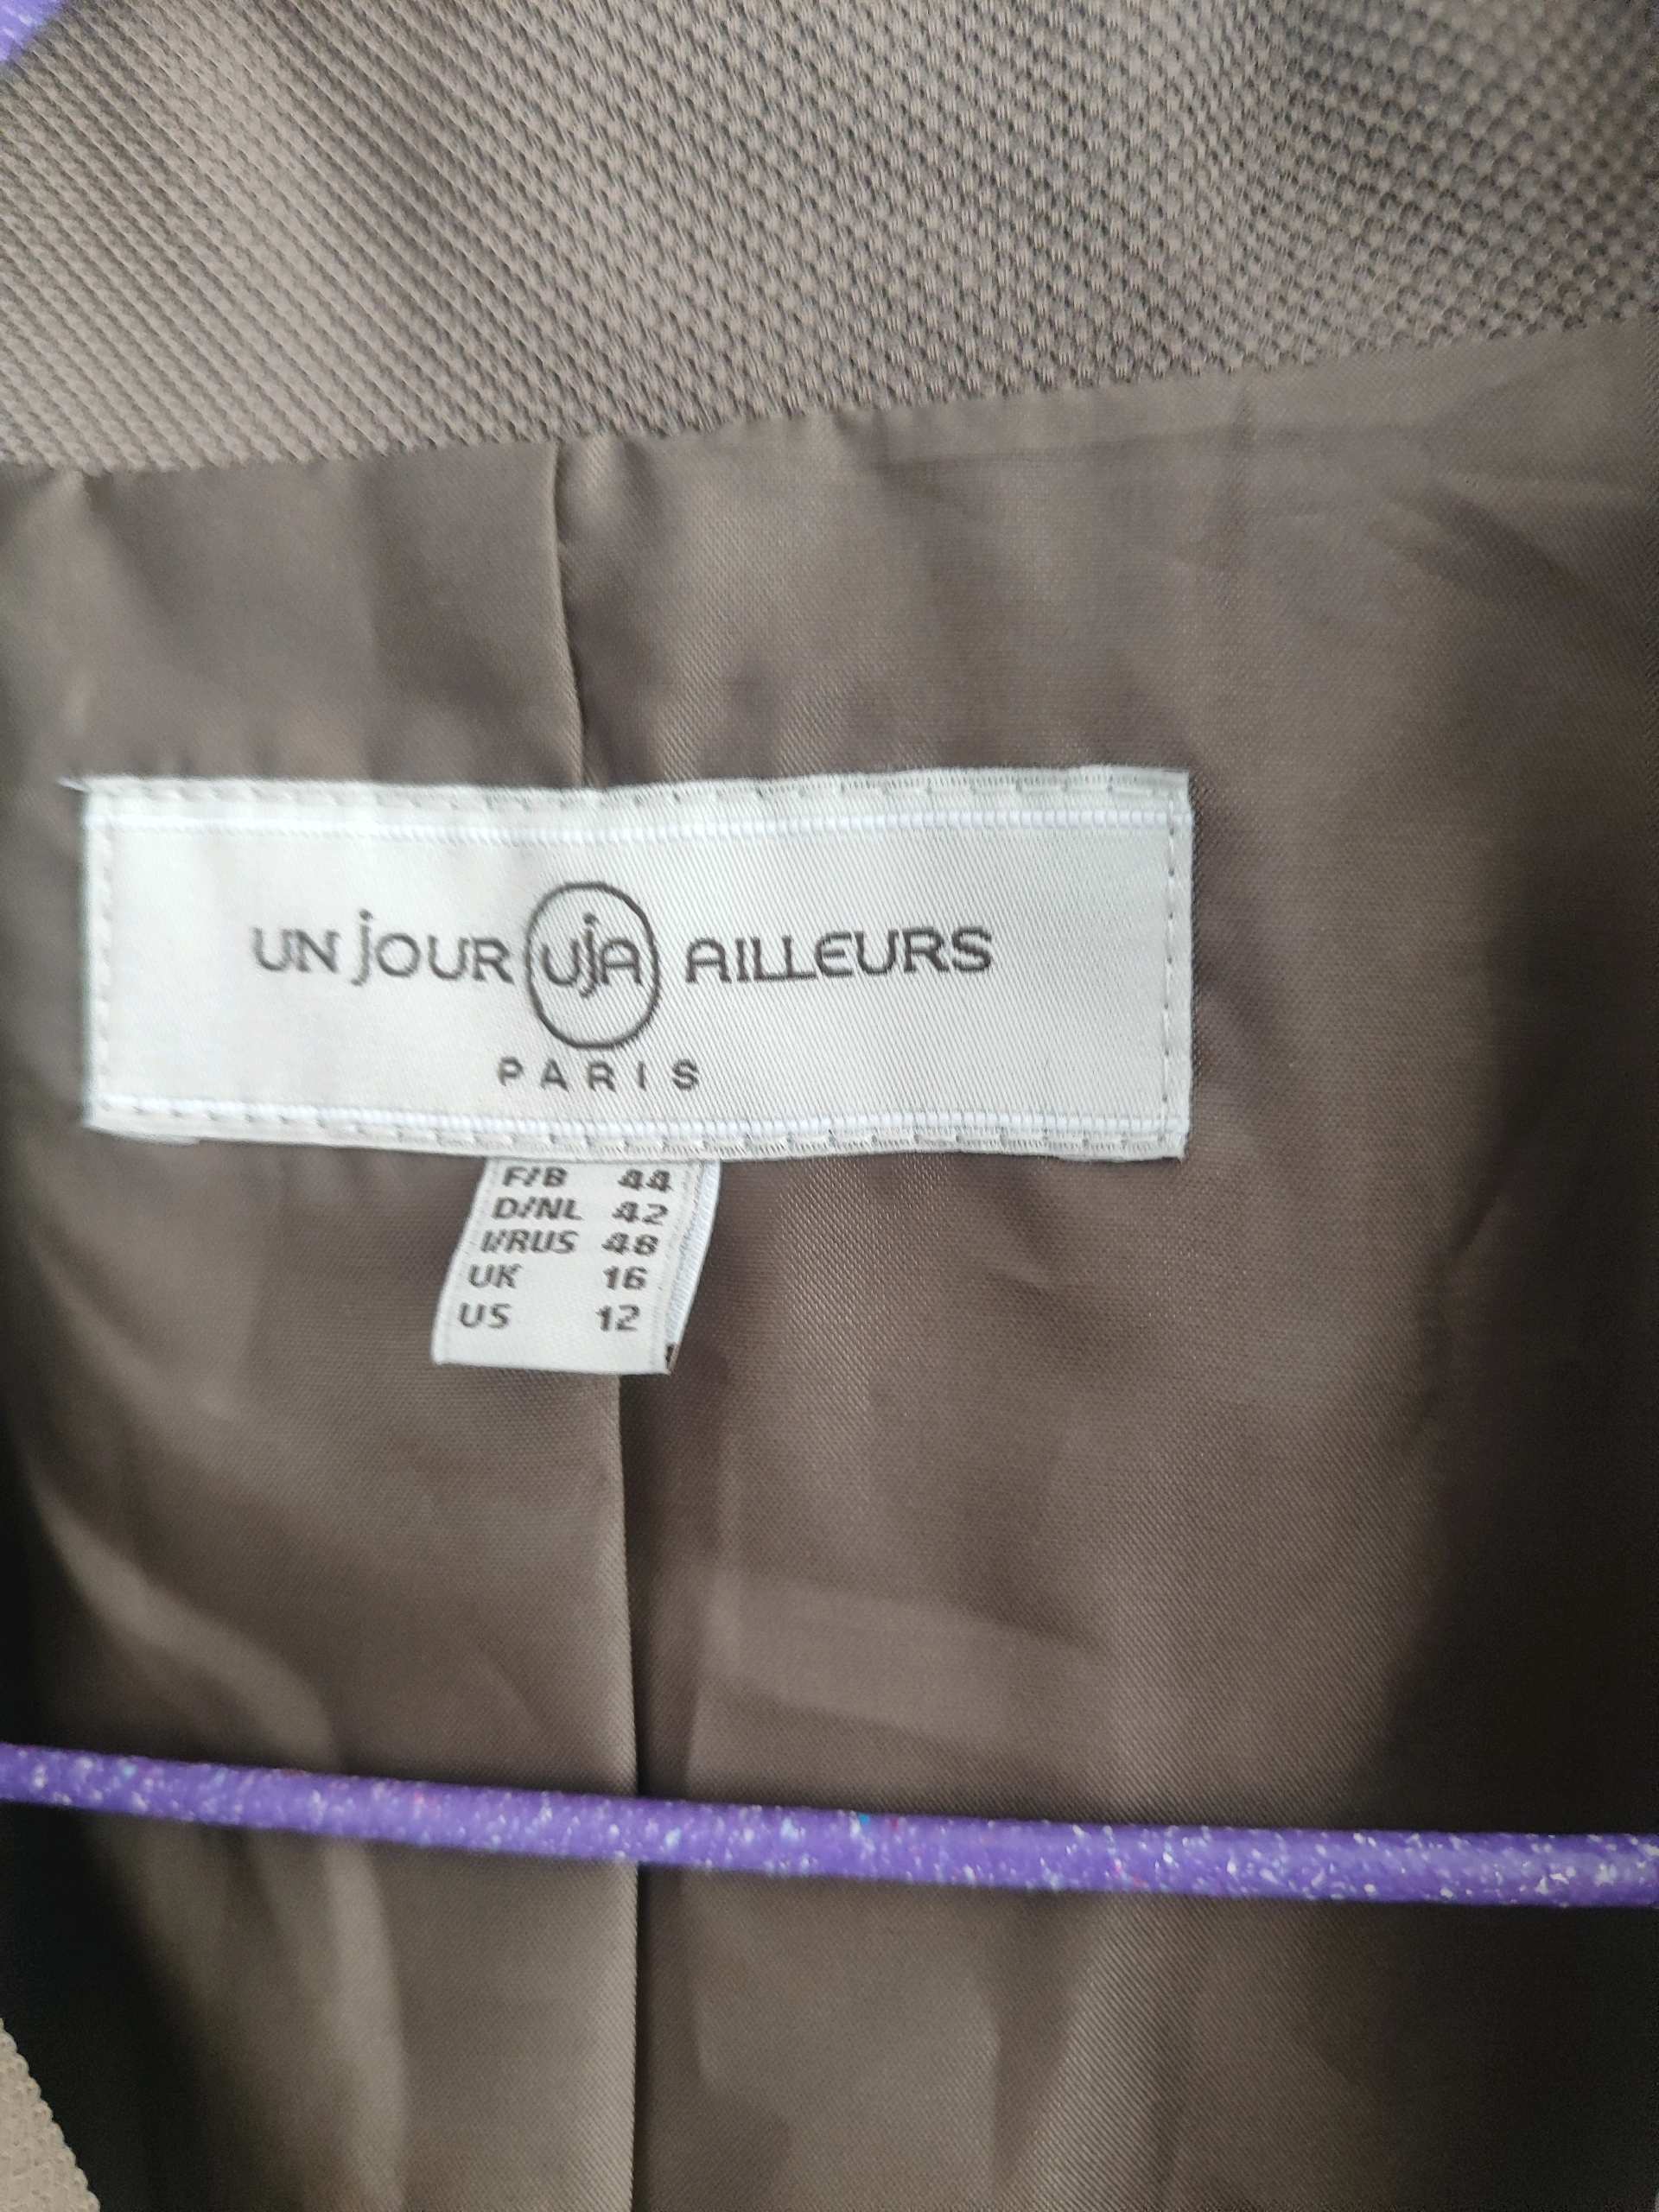 UN jOUR UjA AILLEURS
PARIS
F/B 44
D/NL 42
I/RUS 48
UK 16
US 12